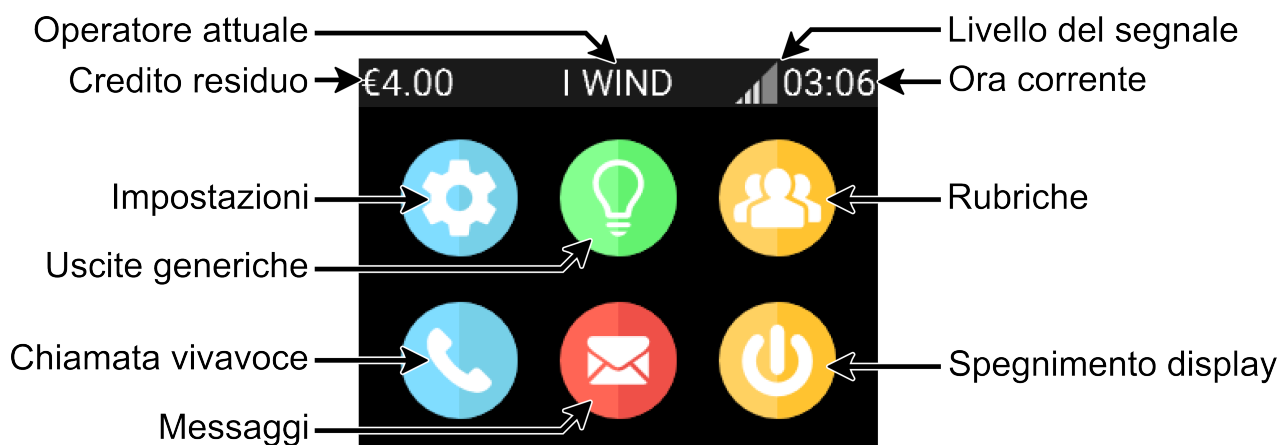 Operatore attuale
Livello del segnale
Credito residuo
€4.00
I WIND
03:06
Ora corrente
Impostazioni
Rubriche
Uscite generiche
Chiamata vivavoce
Spegnimento display
Messaggi